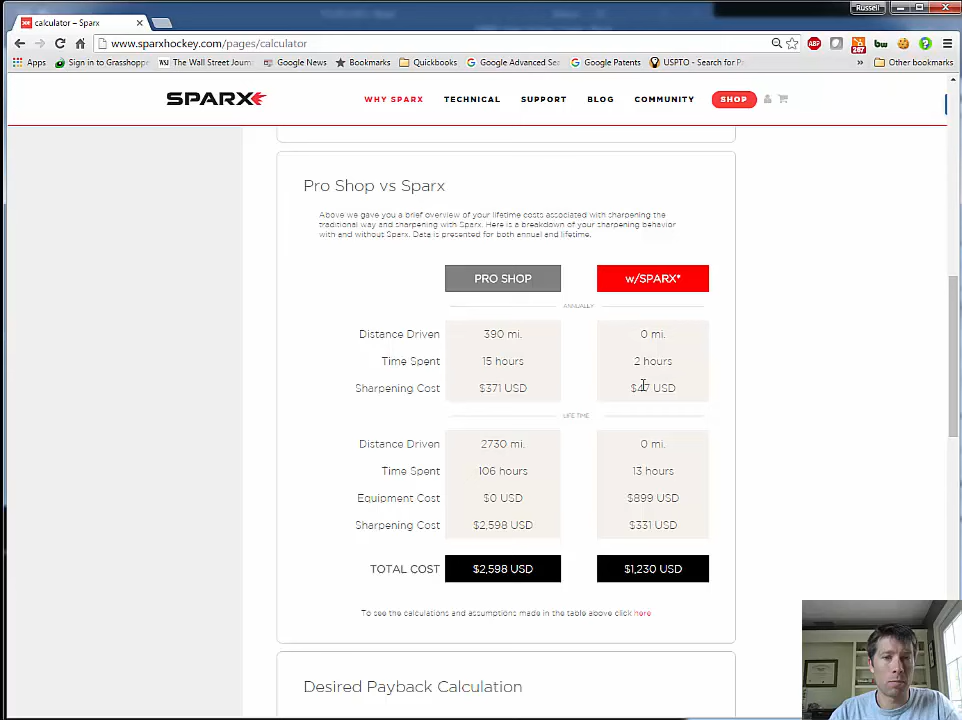 Russell
calculator – Sparx
www.sparxhockey.com/pages/calculator
Apps Sign in to Grasshopp The Wall Street Journ Google News Bookmarks Quickbooks Google Advanced Sea Google Patents USPTO - Search for Pa » Other bookmarks
SPARX WHY SPARX TECHNICAL SUPPORT BLOG COMMUNITY SHOP
Pro Shop vs Sparx
Above we gave you a brief overview of your lifetime costs associated with sharpening the
traditional way and sharpening with Sparx. Here is a breakdown of your sharpening behavior
with and without Sparx. Data is presented for both annual and lifetime.
PRO SHOP w/SPARX*
ANNUALLY
Distance Driven 390 mi. 0 mi.
Time Spent 15 hours 2 hours
Sharpening Cost $371 USD $47 USD
LIFETIME
Distance Driven 2730 mi. 0 mi.
Time Spent 106 hours 13 hours
Equipment Cost $0 USD $899 USD
Sharpening Cost $2,598 USD $331 USD
TOTAL COST $2,598 USD $1,230 USD
To see the calculations and assumptions made in the table above click here
Desired Payback Calculation